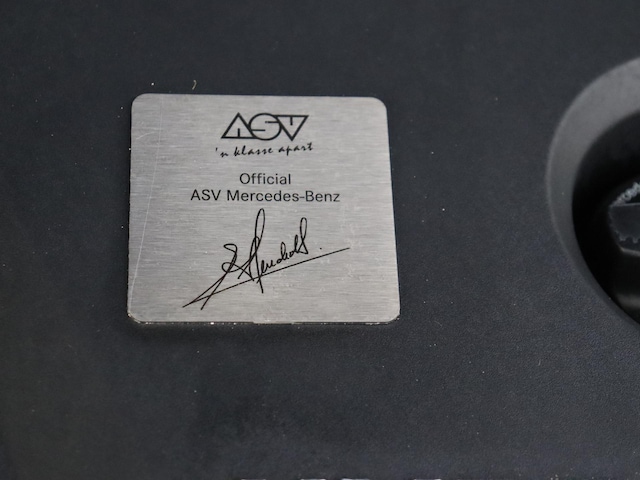 ASV
'n klasse apart
Official
ASV Mercedes-Benz